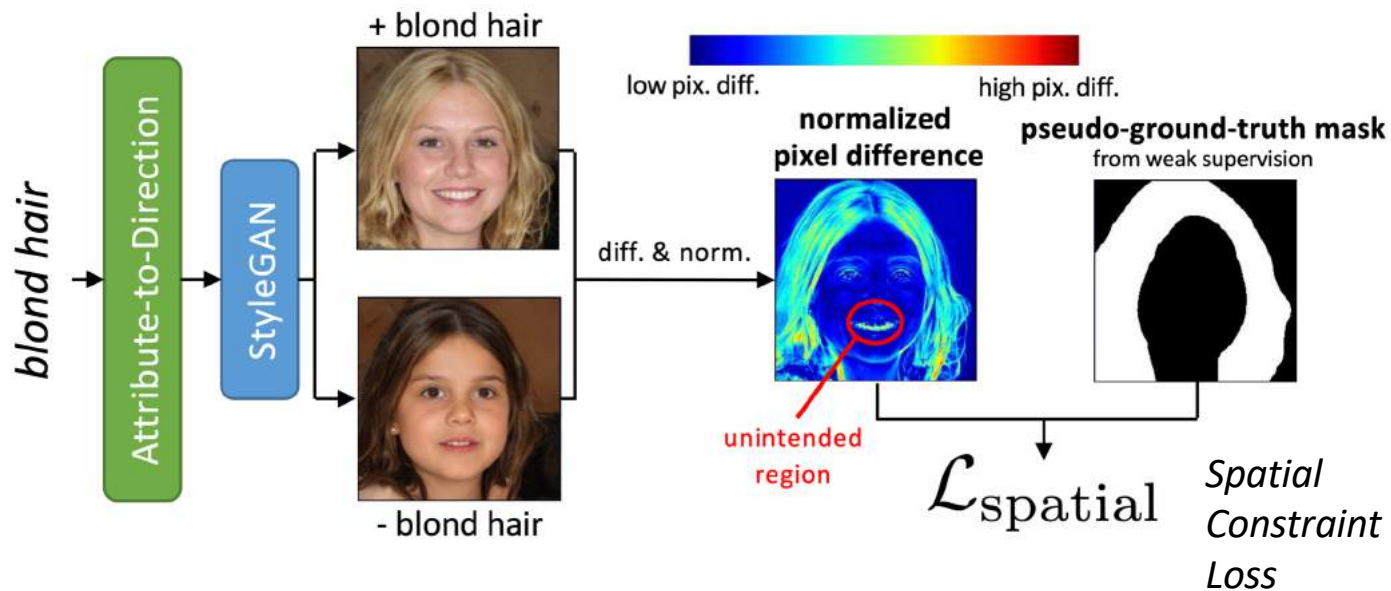 blond hair
Attribute-to-Direction
StyleGAN
+ blond hair
- blond hair
diff. & norm.
low pix. diff.
high pix. diff.
normalized
pixel difference
pseudo-ground-truth mask
from weak supervision
unintended
region
ℒspatial
Spatial
Constraint
Loss